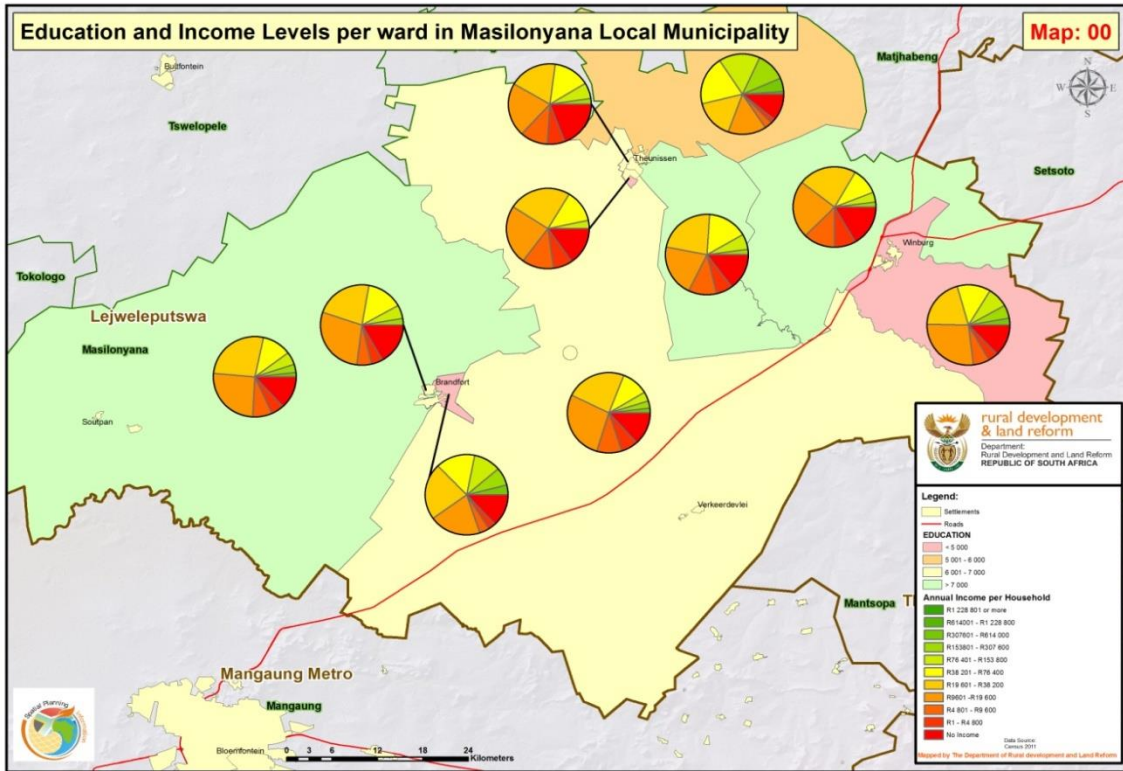 Education and Income Levels per ward in Masilonyana Local Municipality
Map: 00
Bultfontein
Tswelopele
Matjhabeng
N
W E
S
Theunissen
Setsoto
Winburg
Tokologo
Lejweleputswa
Masilonyana
Brandfort
Soutpan
Verkeerdevlei
Mantsopa
Mangaung Metro
Mangaung
Bloemfontein
0 3 6 12 18 24
Kilometers
rural development
& land reform
Department:
Rural Development and Land Reform
REPUBLIC OF SOUTH AFRICA
Legend:
Settlements
Roads
EDUCATION
< 5 000
5 001 - 6 000
6 001 - 7 000
> 7 000
Annual Income per Household
R1 228 801 or more
R614001 - R1 228 800
R307601 - R614 000
R153801 - R307 600
R76 401 - R153 800
R38 201 - R76 400
R19 601 - R38 200
R9601 - R19 600
R4 801 - R9 600
R1 - R4 800
No Income
Data Source:
Census 2011
Mapped by The Department of Rural development and Land Reform
Spatial Planning